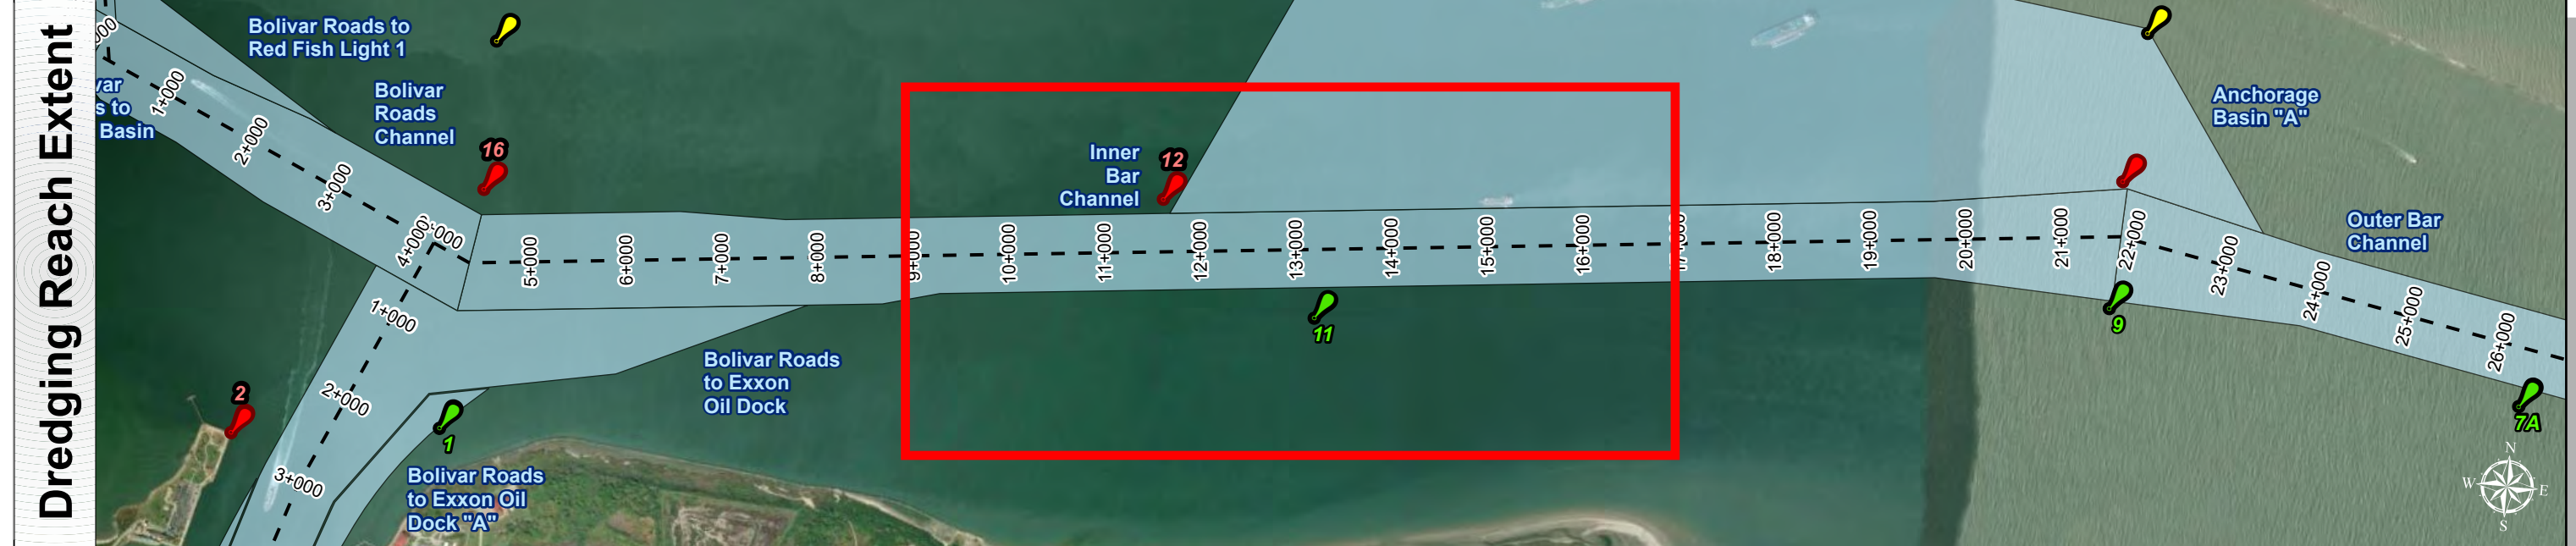 Dredging Reach Extent
Bolivar Roads to
Red Fish Light 1
Bolivar
Roads
Channel
Basin
1+000
2+000
3+000
4+000
16
5+000
6+000
7+000
8+000
9+000
10+000
11+000
12+000
13+000
14+000
15+000
16+000
17+000
18+000
19+000
20+000
21+000
22+000
23+000
24+000
25+000
26+000
Inner
Bar
Channel
12
11
Anchorage
Basin "A"
Outer Bar
Channel
9
7A
1+000
2+000
3+000
2
1
Bolivar Roads
to Exxon
Oil Dock
Bolivar Roads
to Exxon Oil
Dock "A"
N
W
E
S